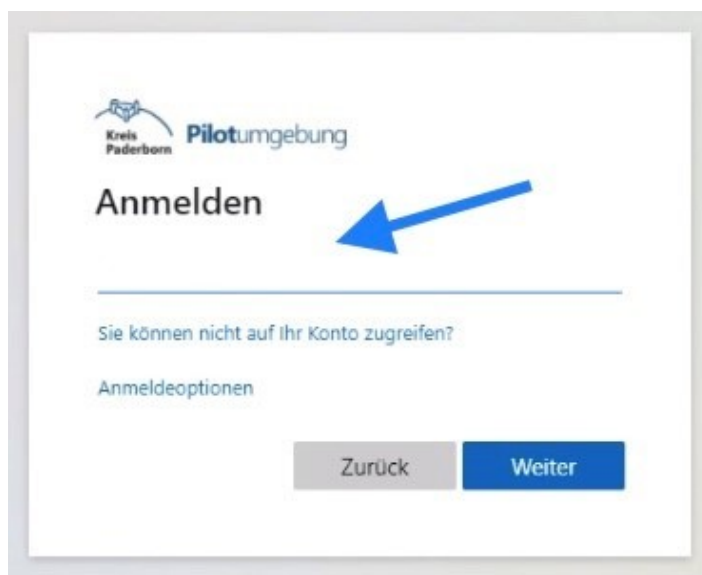 Kreis
Paderborn
Pilotumgebung
Anmelden
Sie können nicht auf Ihr Konto zugreifen?
Anmeldeoptionen
Zurück Weiter